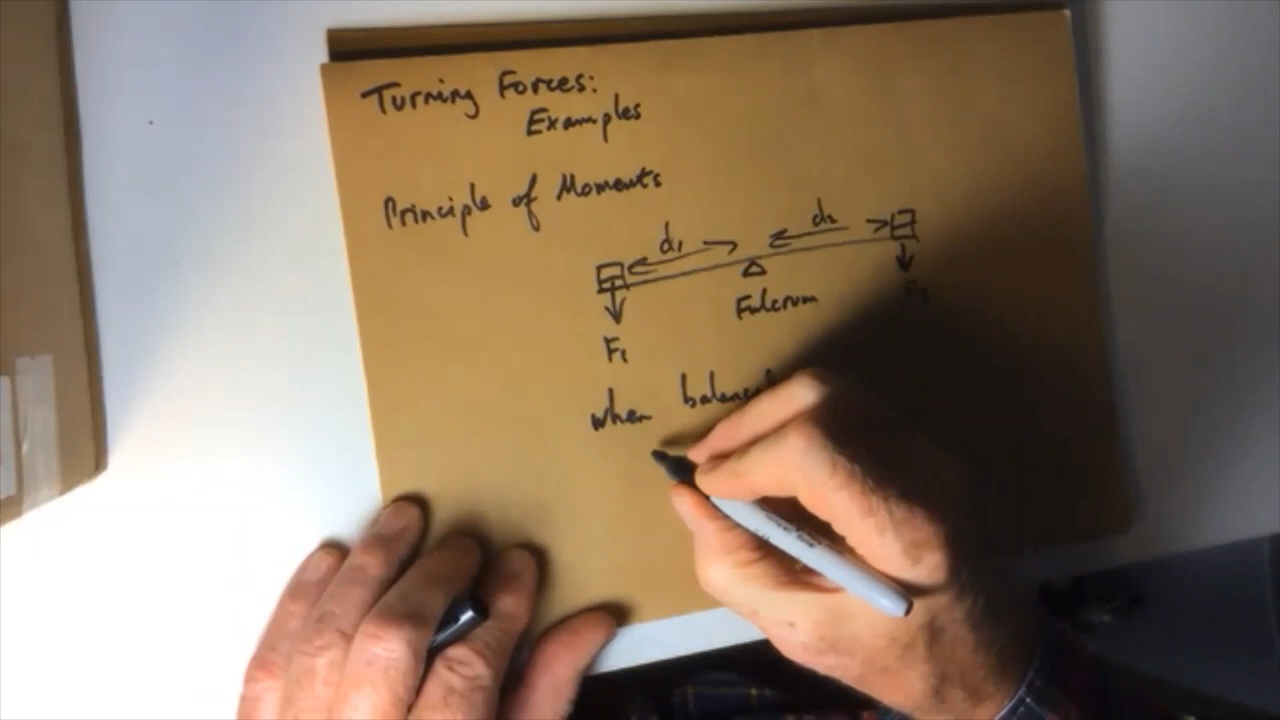 Turning Forces:
Examples
Principle of Moments
d₁
d₂
Fulcrum
F₁
when